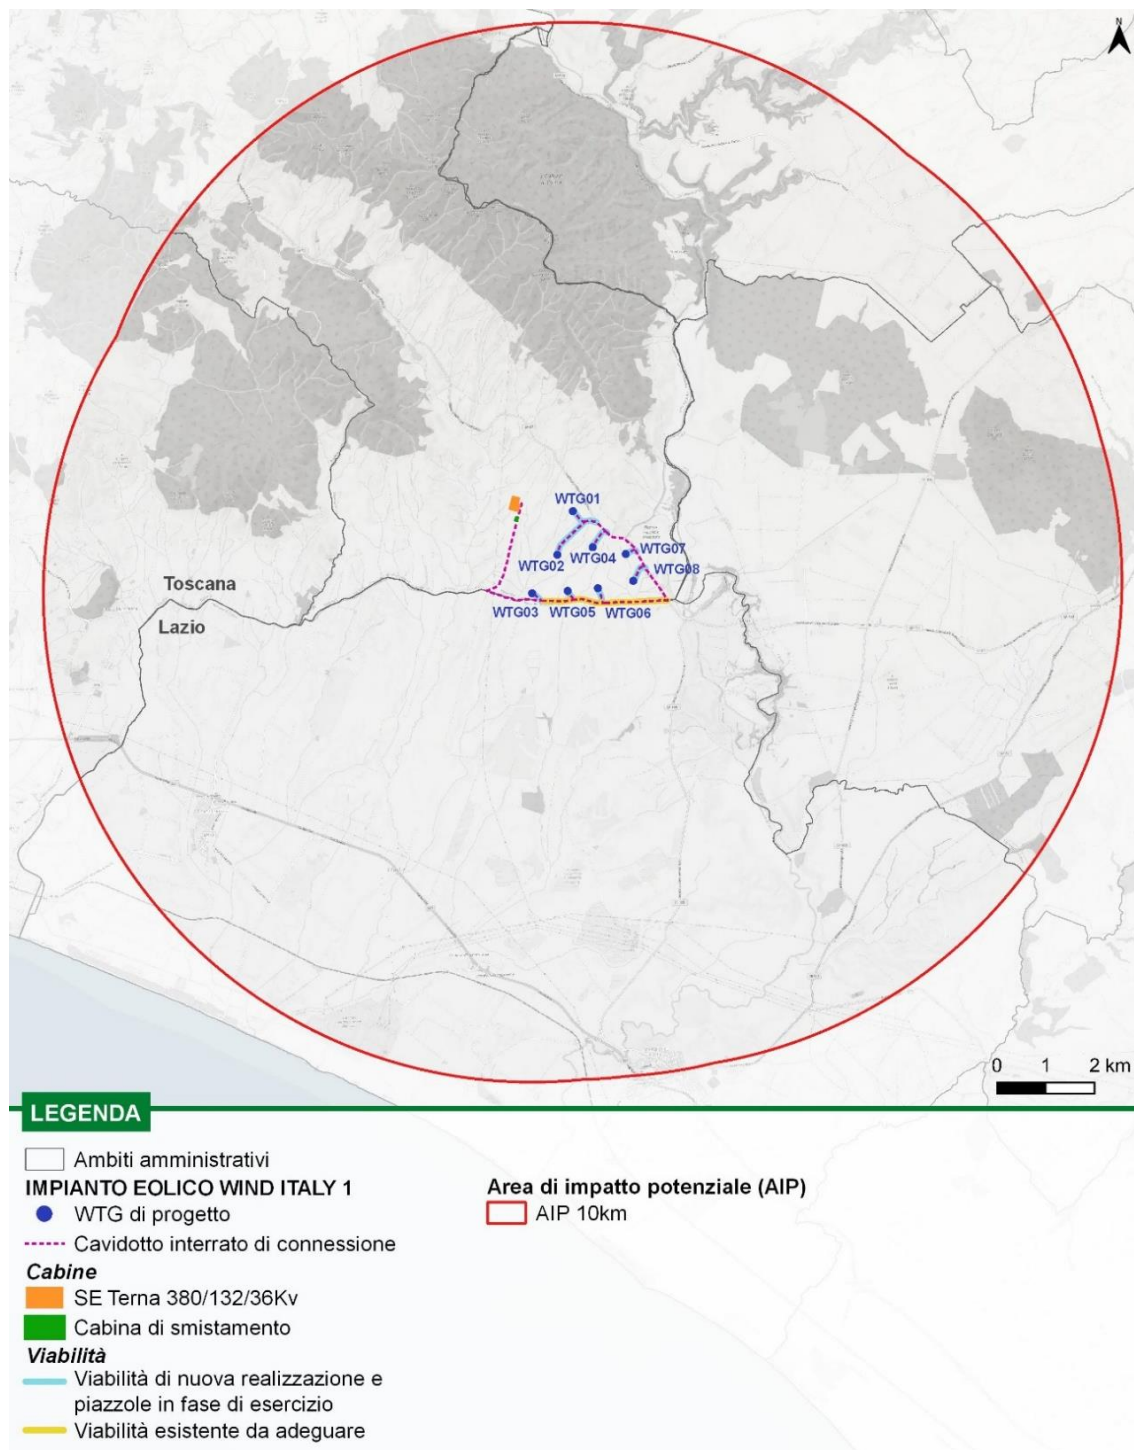 N
WTG01
WTG07
WTG02
WTG04
WTG08
WTG03
WTG05
WTG06
Toscana
Lazio
0 1 2 km
LEGENDA
Ambiti amministrativi
IMPIANTO EOLICO WIND ITALY 1
WTG di progetto
Cavidotto interrato di connessione
Cabine
SE Terna 380/132/36Kv
Cabina di smistamento
Viabilità
Viabilità di nuova realizzazione e
piazzole in fase di esercizio
Viabilità esistente da adeguare
Area di impatto potenziale (AIP)
AIP 10km